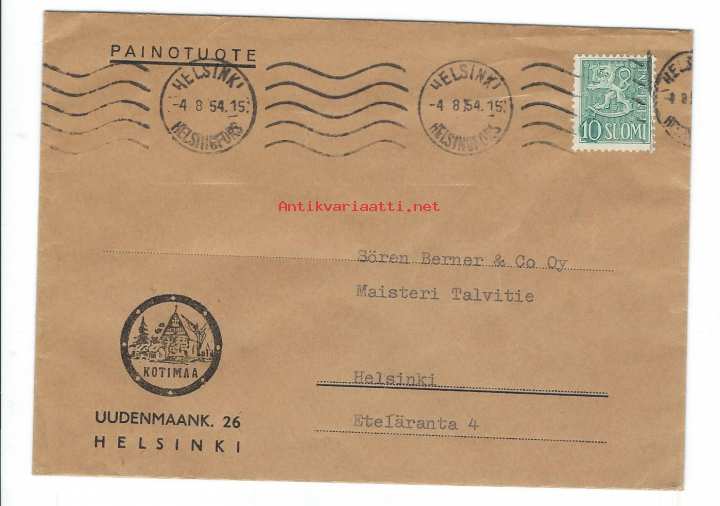 PAINOTUOTE
HELSINKI
-4 8 54.15
HELSINGFORS
HELSINKI
-4 8 54.15
HELSINGFORS
10 SUOMI
Antikvariaatti.net
Sören Berner & Co Oy
Maisteri Talvitie
Helsinki
Eteläranta 4
KOTIMAA
UUDENMAANK. 26
HELSINKI